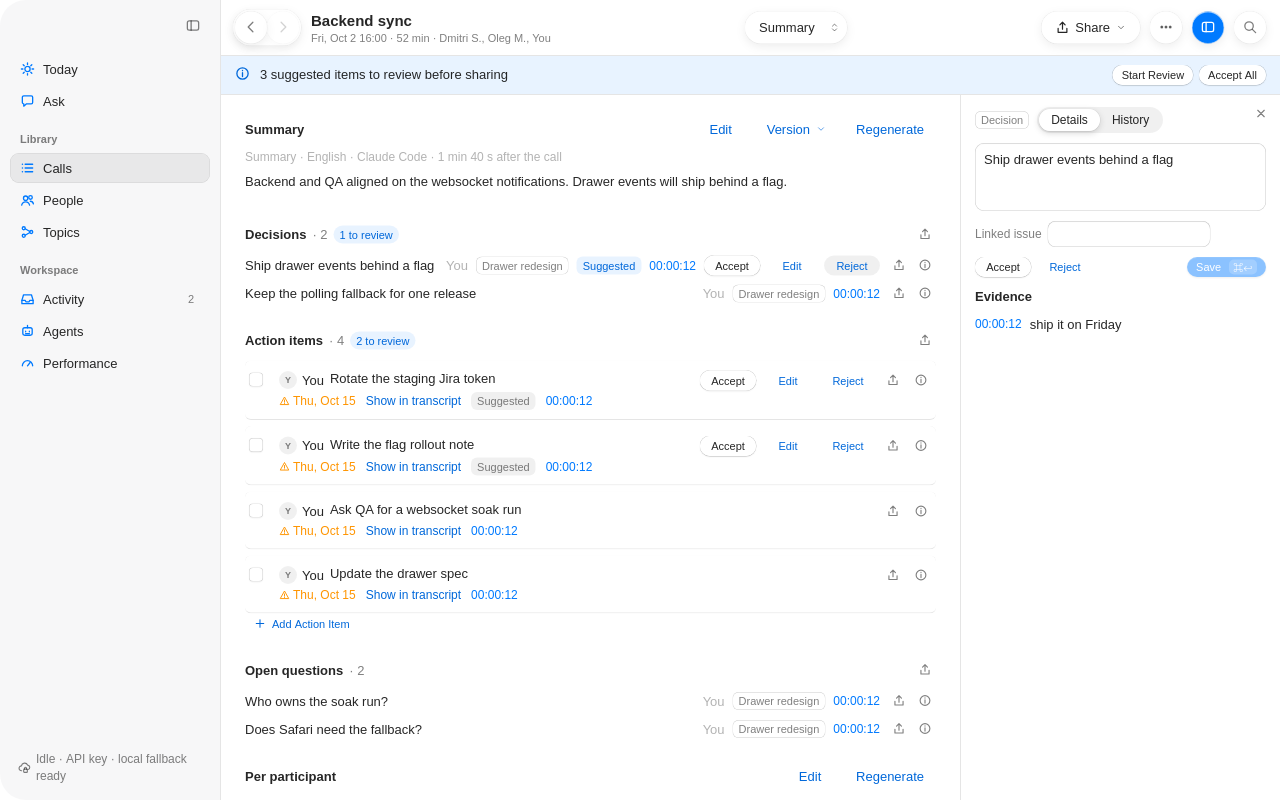 Backend sync
Fri, Oct 2 16:00 · 52 min · Dmitri S., Oleg M., You
Summary
Share
Today
Ask
Library
Calls
People
Topics
Workspace
Activity 2
Agents
Performance
Idle · API key · local fallback
ready
3 suggested items to review before sharing
Start Review
Accept All
Summary
Edit
Version
Regenerate
Summary · English · Claude Code · 1 min 40 s after the call
Backend and QA aligned on the websocket notifications. Drawer events will ship behind a flag.
Decisions · 2 1 to review
Ship drawer events behind a flag You Drawer redesign Suggested 00:00:12 Accept Edit Reject
Keep the polling fallback for one release You Drawer redesign 00:00:12
Action items · 4 2 to review
Y You Rotate the staging Jira token Accept Edit Reject
Thu, Oct 15 Show in transcript Suggested 00:00:12
Y You Write the flag rollout note Accept Edit Reject
Thu, Oct 15 Show in transcript Suggested 00:00:12
Y You Ask QA for a websocket soak run
Thu, Oct 15 Show in transcript 00:00:12
Y You Update the drawer spec
Thu, Oct 15 Show in transcript 00:00:12
Add Action Item
Open questions · 2
Who owns the soak run? You Drawer redesign 00:00:12
Does Safari need the fallback? You Drawer redesign 00:00:12
Per participant Edit Regenerate
Decision Details History
Ship drawer events behind a flag
Linked issue
Accept Reject Save ⌘↩
Evidence
00:00:12 ship it on Friday